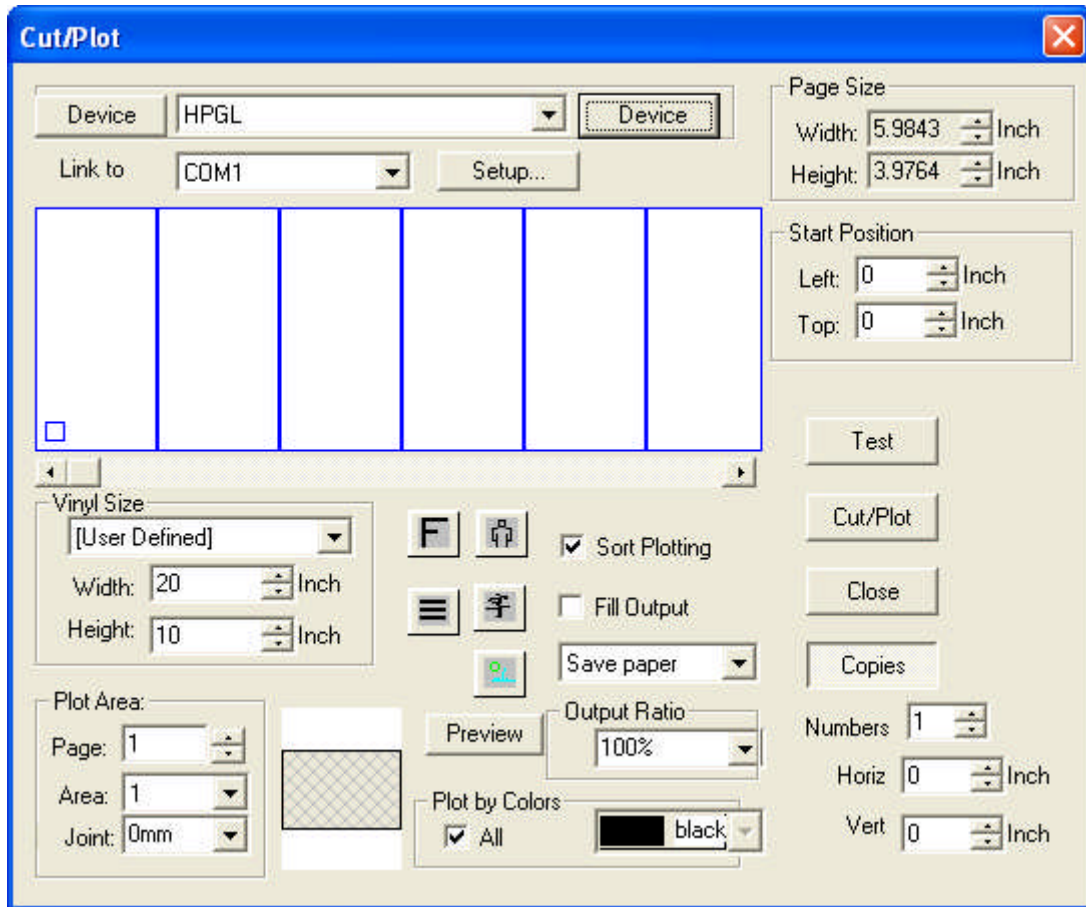 Cut/Plot
Device HPGL Device
Link to COM1 Setup...
Page Size
Width: 5.9843 Inch
Height: 3.9764 Inch
Start Position
Left: 0 Inch
Top: 0 Inch
Test
Cut/Plot
Close
Copies
Numbers 1
Horiz 0 Inch
Vert 0 Inch
Vinyl Size
[User Defined]
Width: 20 Inch
Height: 10 Inch
F
Sort Plotting
Fill Output
Save paper
Plot Area:
Page: 1
Area: 1
Joint: 0mm
Preview
Output Ratio
100%
Plot by Colors
All black